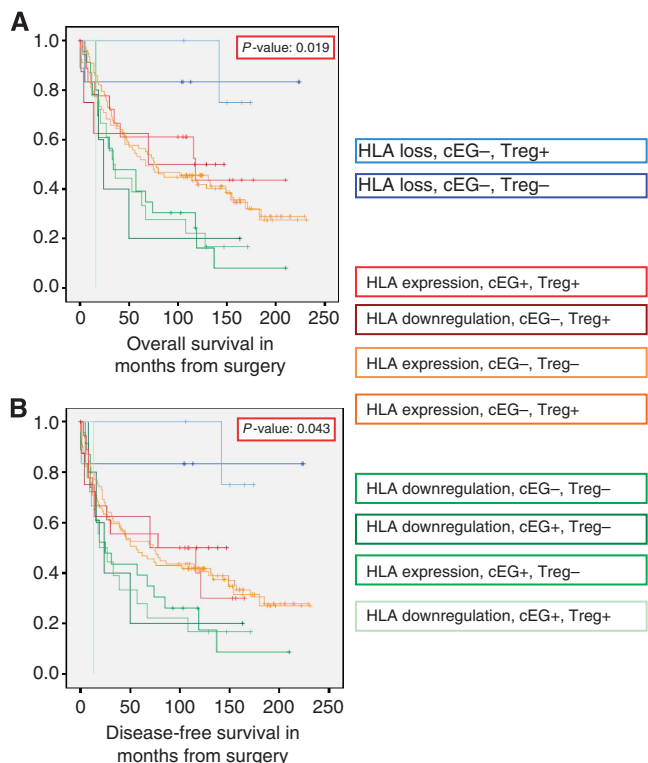 A
P-value: 0.019
1.0
0.8
0.6
0.4
0.2
0.0
0 50 100 150 200 250
Overall survival in
months from surgery
B
P-value: 0.043
1.0
0.8
0.6
0.4
0.2
0.0
0 50 100 150 200 250
Disease-free survival in
months from surgery
HLA loss, cEG–, Treg+
HLA loss, cEG–, Treg–
HLA expression, cEG+, Treg+
HLA downregulation, cEG–, Treg+
HLA expression, cEG–, Treg–
HLA expression, cEG–, Treg+
HLA downregulation, cEG–, Treg–
HLA downregulation, cEG+, Treg–
HLA expression, cEG+, Treg–
HLA downregulation, cEG+, Treg+